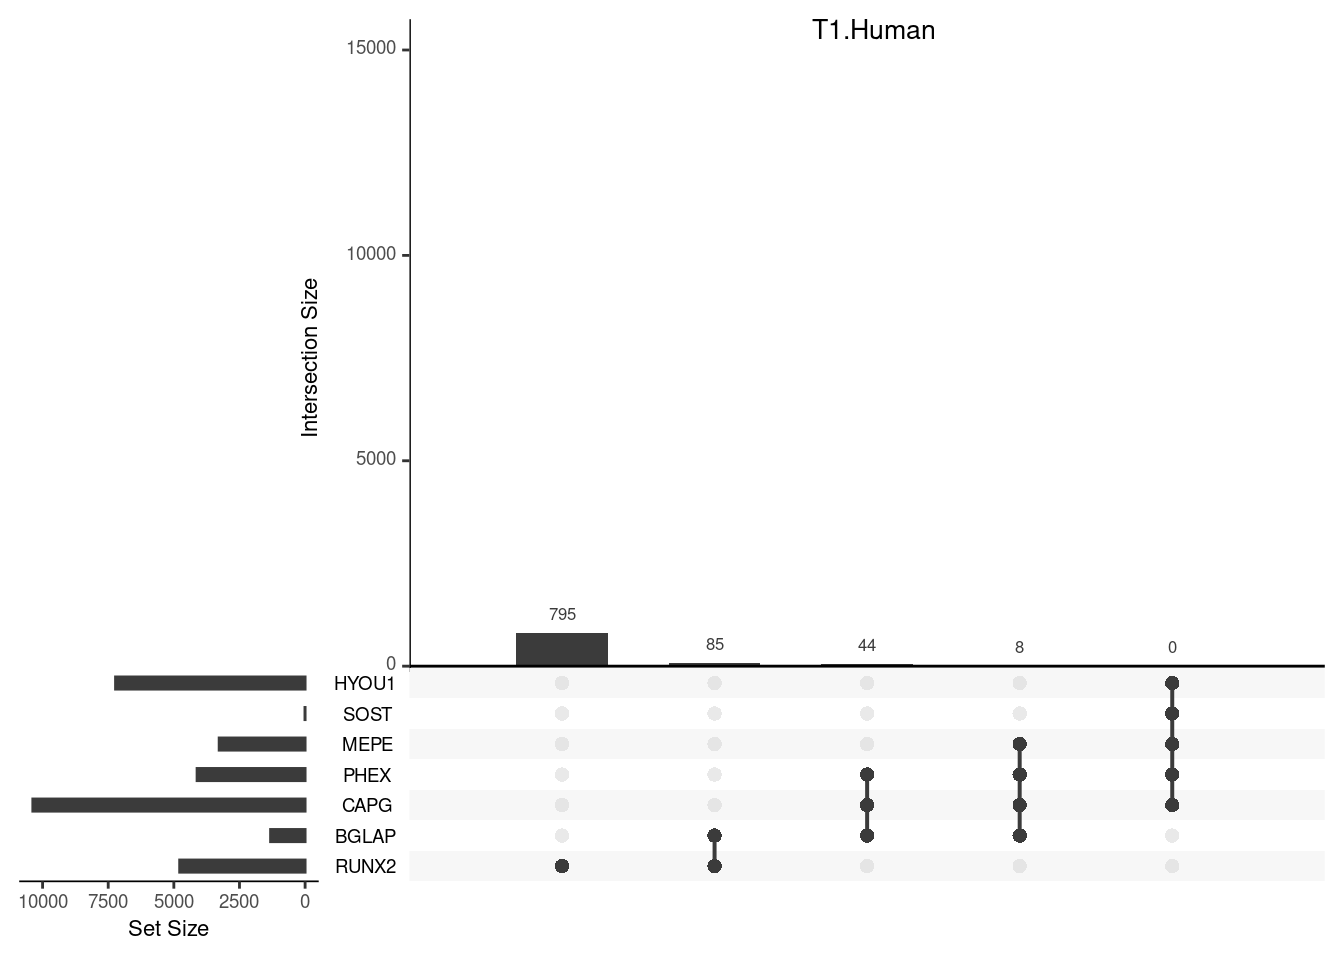 T1.Human
15000
10000
5000
0
Intersection Size
795
85
44
8
0
HYOU1
SOST
MEPE
PHEX
CAPG
BGLAP
RUNX2
10000 7500 5000 2500 0
Set Size